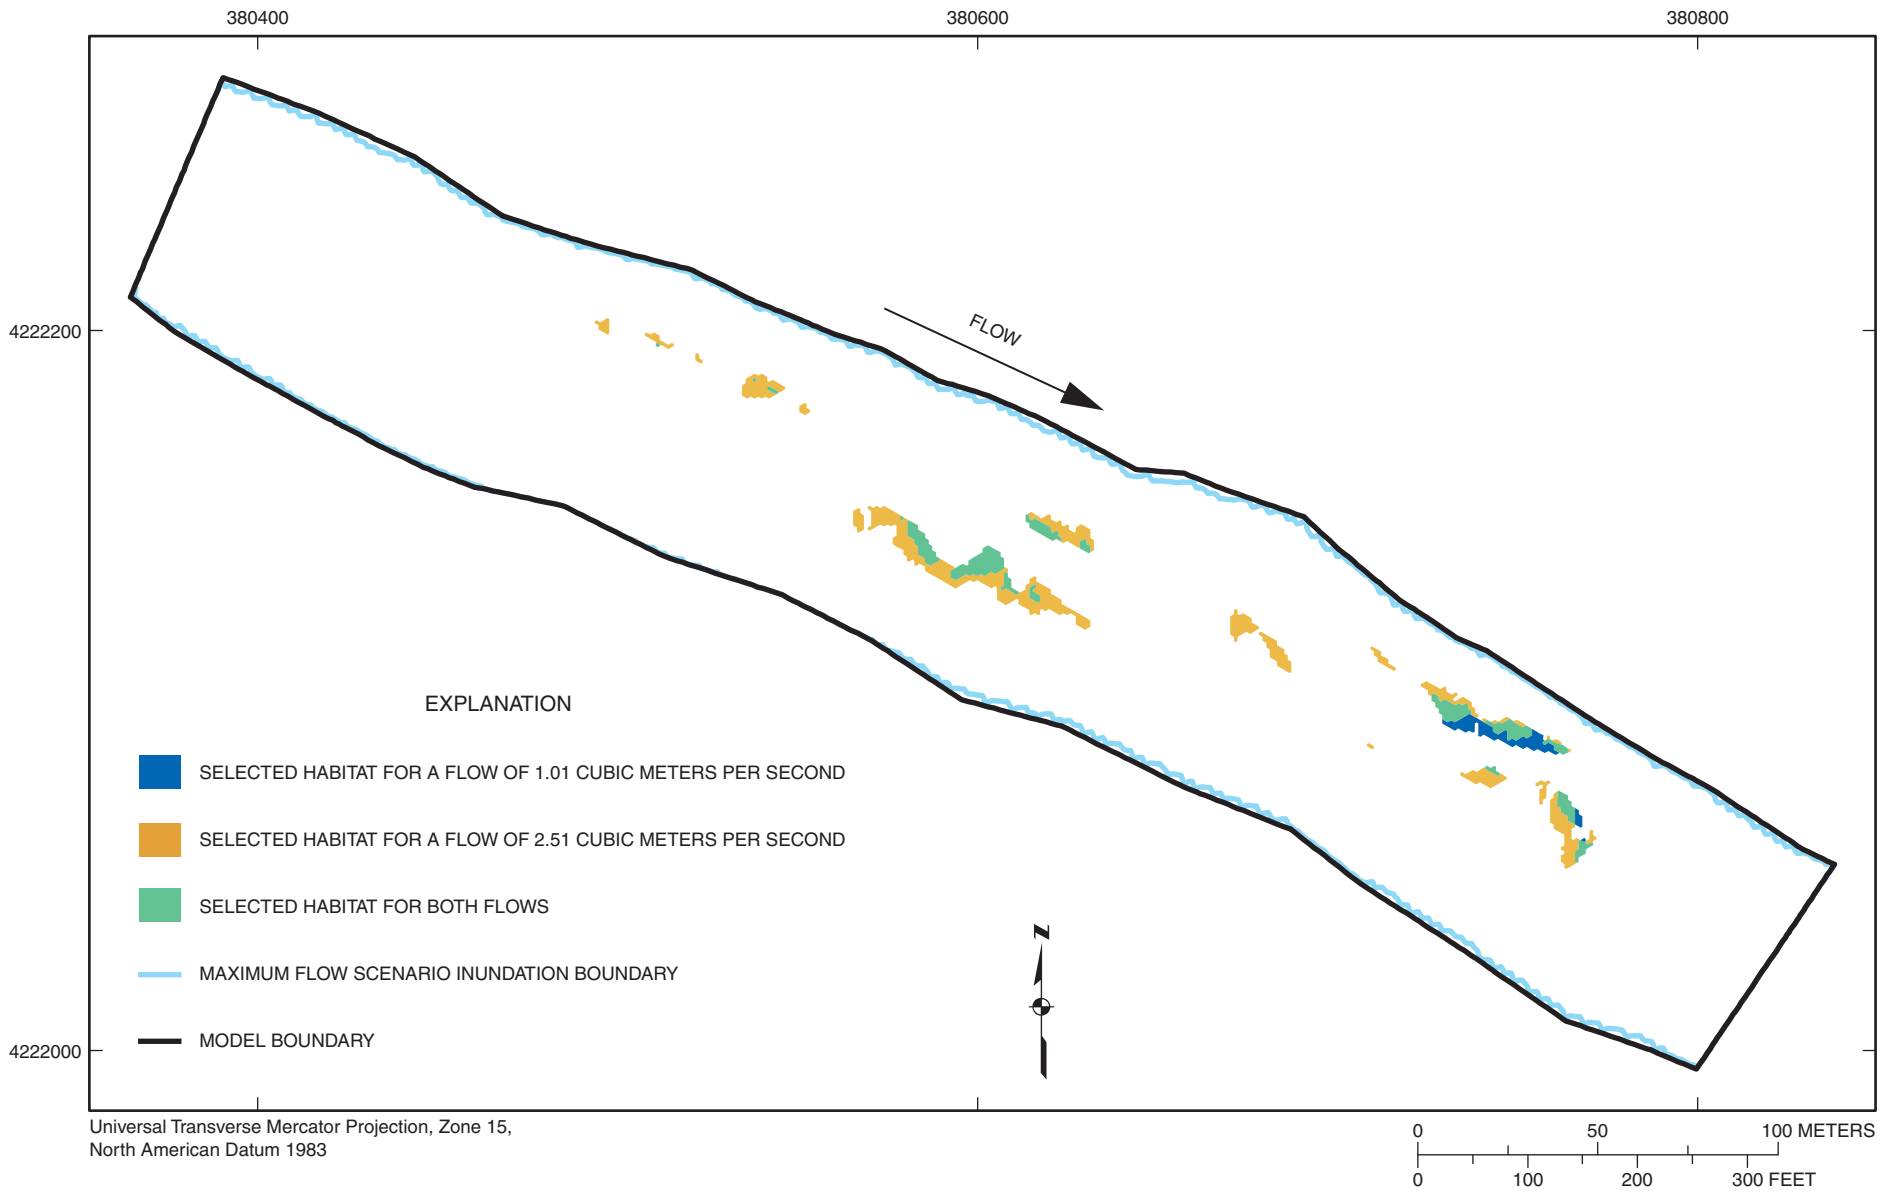 380400
380600
380800
4222200
FLOW
EXPLANATION
SELECTED HABITAT FOR A FLOW OF 1.01 CUBIC METERS PER SECOND
SELECTED HABITAT FOR A FLOW OF 2.51 CUBIC METERS PER SECOND
SELECTED HABITAT FOR BOTH FLOWS
N
MAXIMUM FLOW SCENARIO INUNDATION BOUNDARY
MODEL BOUNDARY
4222000
Universal Transverse Mercator Projection, Zone 15,
North American Datum 1983
0 50 100 METERS
0 100 200 300 FEET